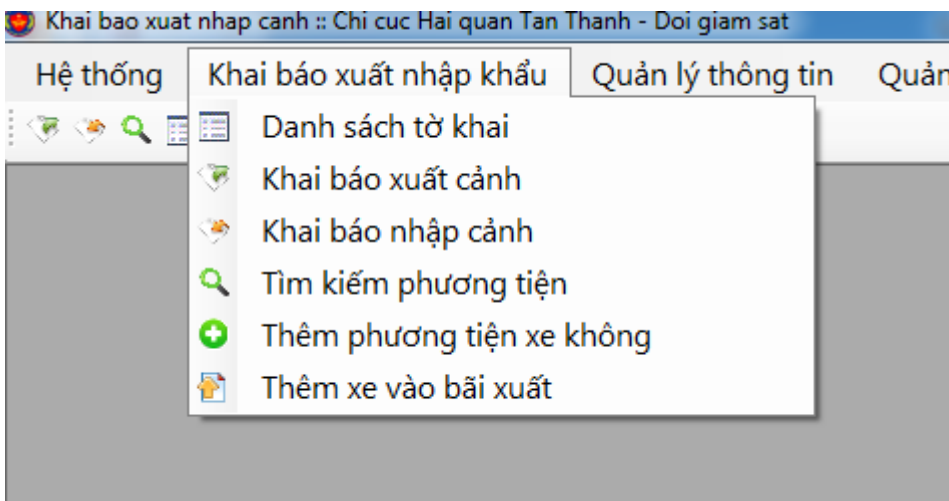 Khai bao xuat nhap canh :: Chi cuc Hai quan Tan Thanh - Doi giam sat
Hệ thống Khai báo xuất nhập khẩu Quản lý thông tin Quản
Danh sách tờ khai
Khai báo xuất cảnh
Khai báo nhập cảnh
Tìm kiếm phương tiện
Thêm phương tiện xe không
Thêm xe vào bãi xuất